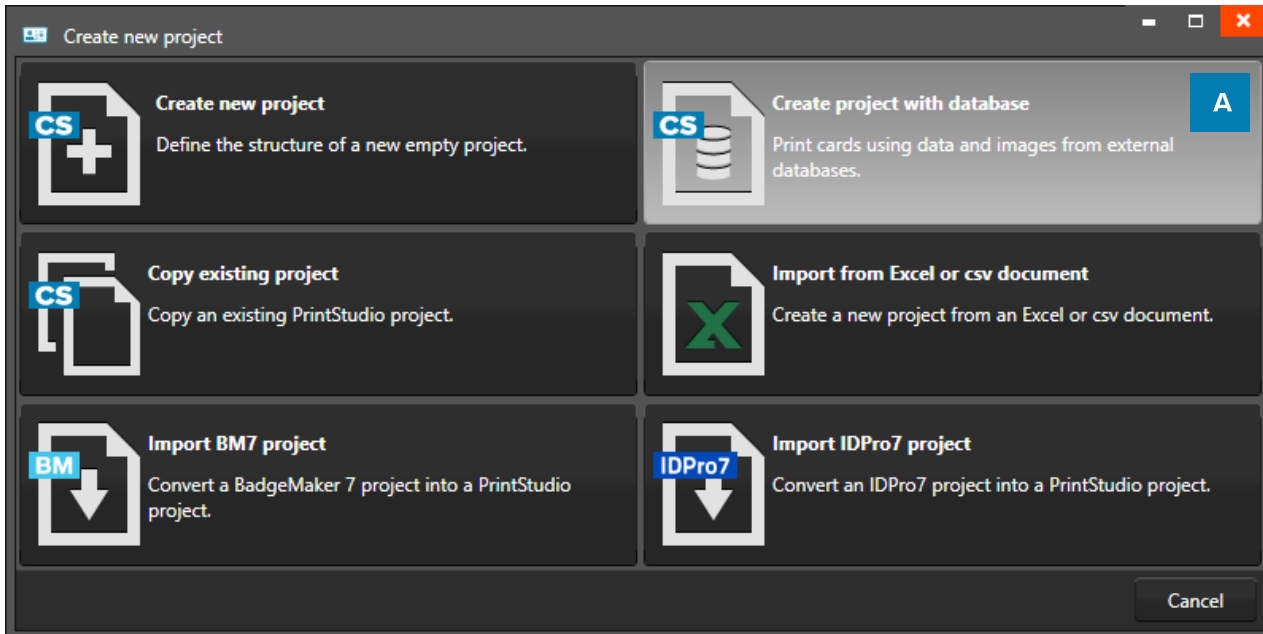 Create new project
Create new project
CS
Define the structure of a new empty project.
Create project with database
A
CS
Print cards using data and images from external
databases.
Copy existing project
CS
Copy an existing PrintStudio project.
Import from Excel or csv document
X
Create a new project from an Excel or csv document.
Import BM7 project
BM
Convert a BadgeMaker 7 project into a PrintStudio
project.
Import IDPro7 project
IDPro7
Convert an IDPro7 project into a PrintStudio project.
Cancel